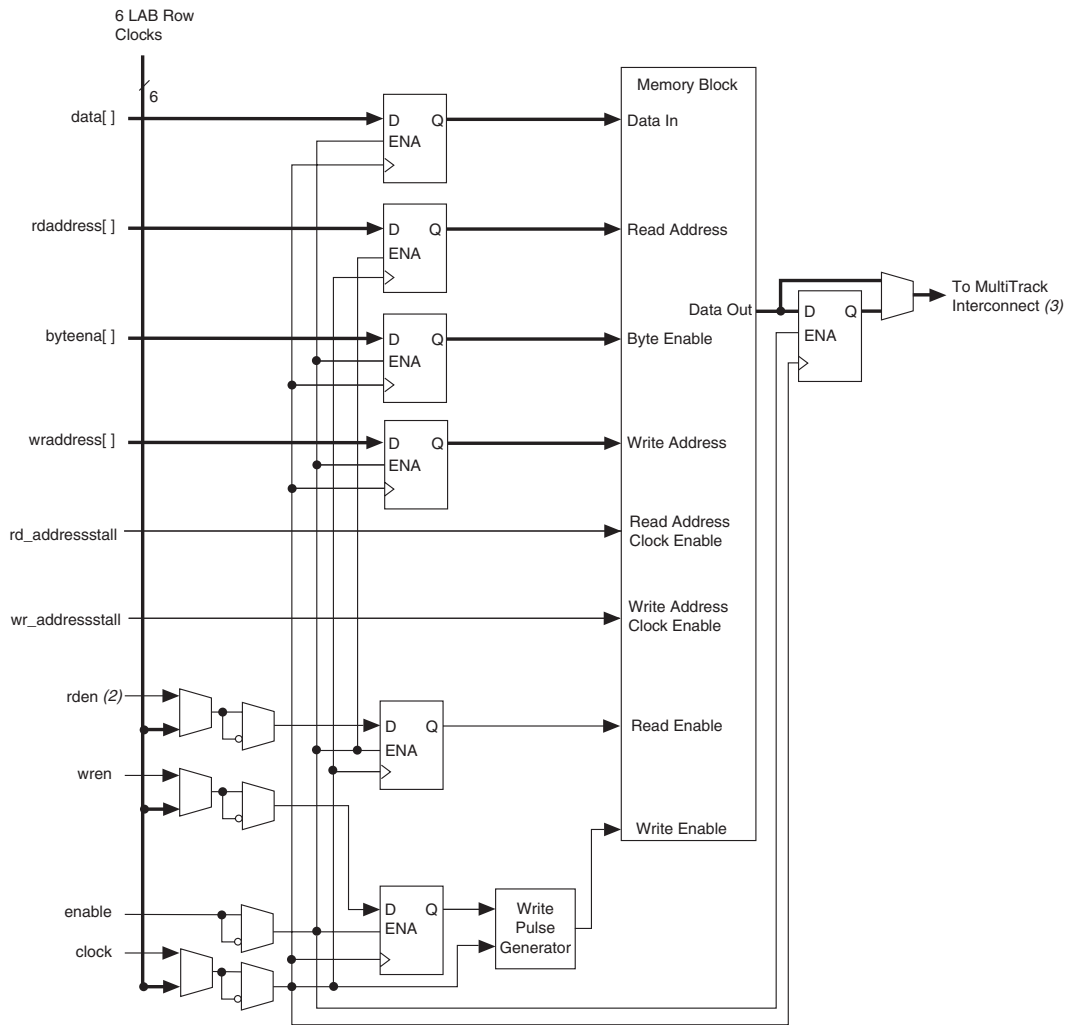 6 LAB Row
Clocks
6
data[ ]
D Q
ENA
Memory Block
Data In
rdaddress[ ]
D Q
ENA
Read Address
Data Out
D Q
ENA
To MultiTrack
Interconnect (3)
byteena[ ]
D Q
ENA
Byte Enable
wraddress[ ]
D Q
ENA
Write Address
rd_addressstall
Read Address
Clock Enable
wr_addressstall
Write Address
Clock Enable
rden (2)
D Q
ENA
Read Enable
wren
Write Enable
enable
D Q
ENA
Write
Pulse
Generator
clock